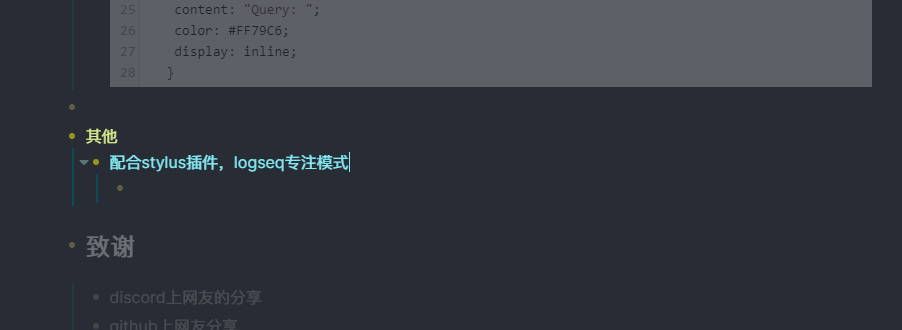 25 content: "Query: ";
26 color: #FF79C6;
27 display: inline;
28 }
其他
配合stylus插件，logseq专注模式
致谢
discord上网友的分享
github上网友分享